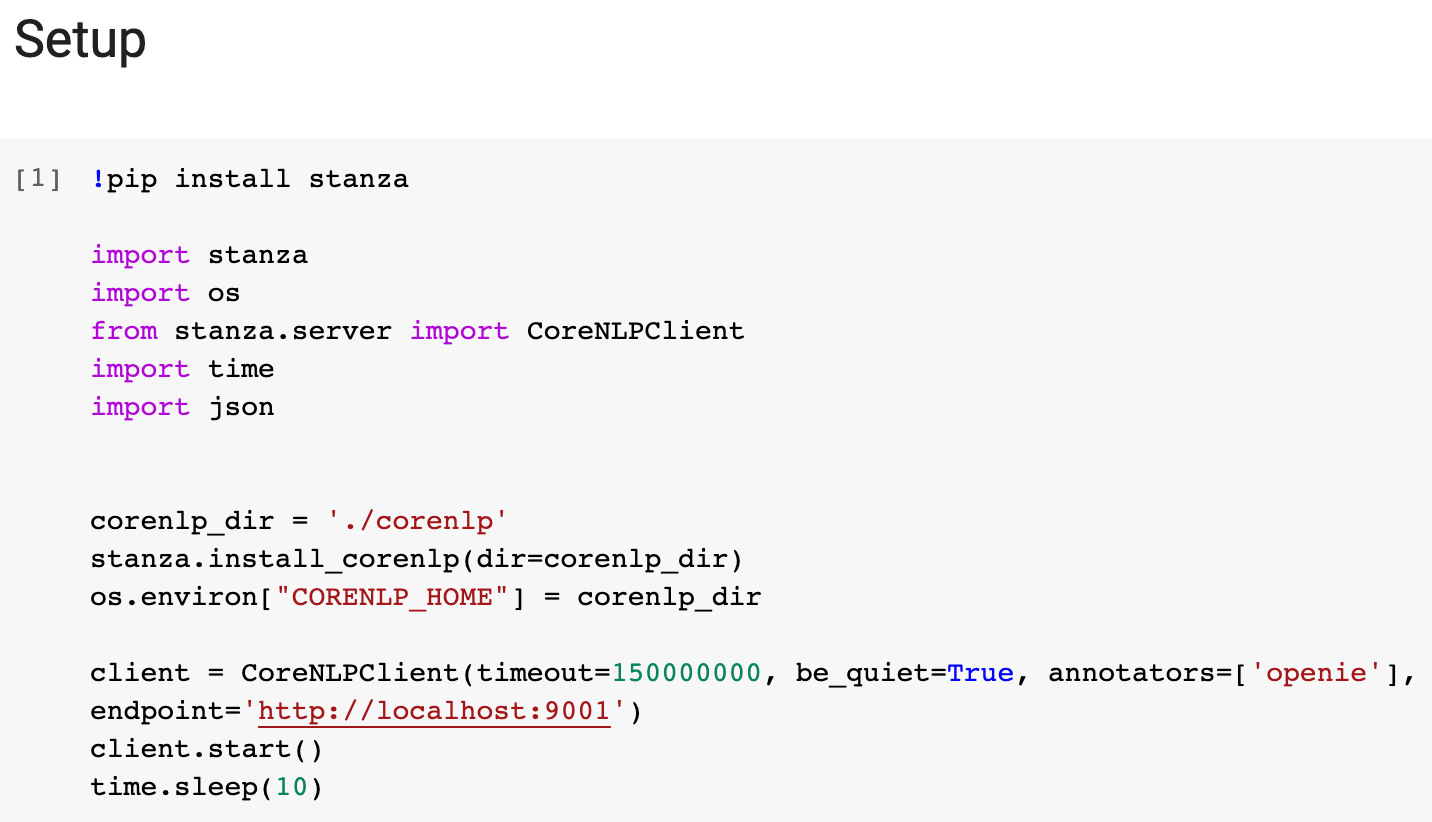 Setup
[1] !pip install stanza
import stanza
import os
from stanza.server import CoreNLPClient
import time
import json
corenlp_dir = './corenlp'
stanza.install_corenlp(dir=corenlp_dir)
os.environ["CORENLP_HOME"] = corenlp_dir
client = CoreNLPClient(timeout=150000000, be_quiet=True, annotators=['openie'],
endpoint='http://localhost:9001')
client.start()
time.sleep(10)